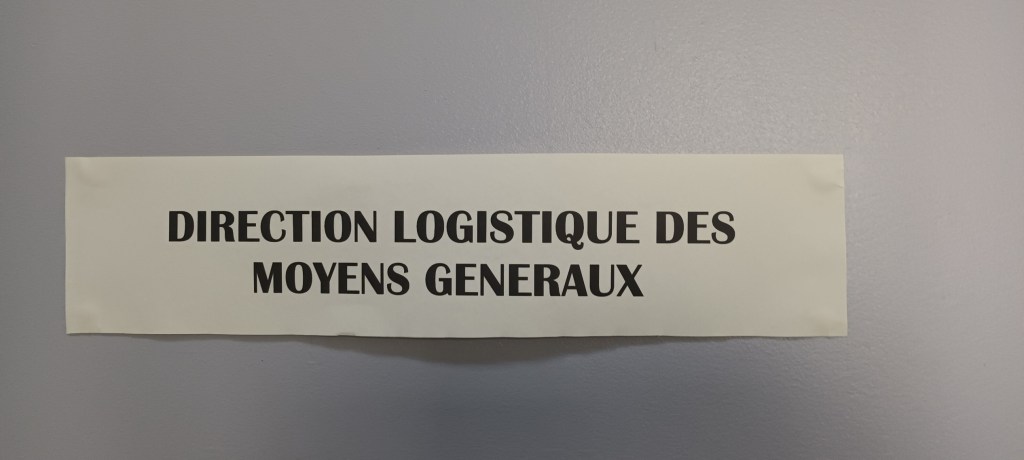 DIRECTION LOGISTIQUE DES
MOYENS GENERAUX